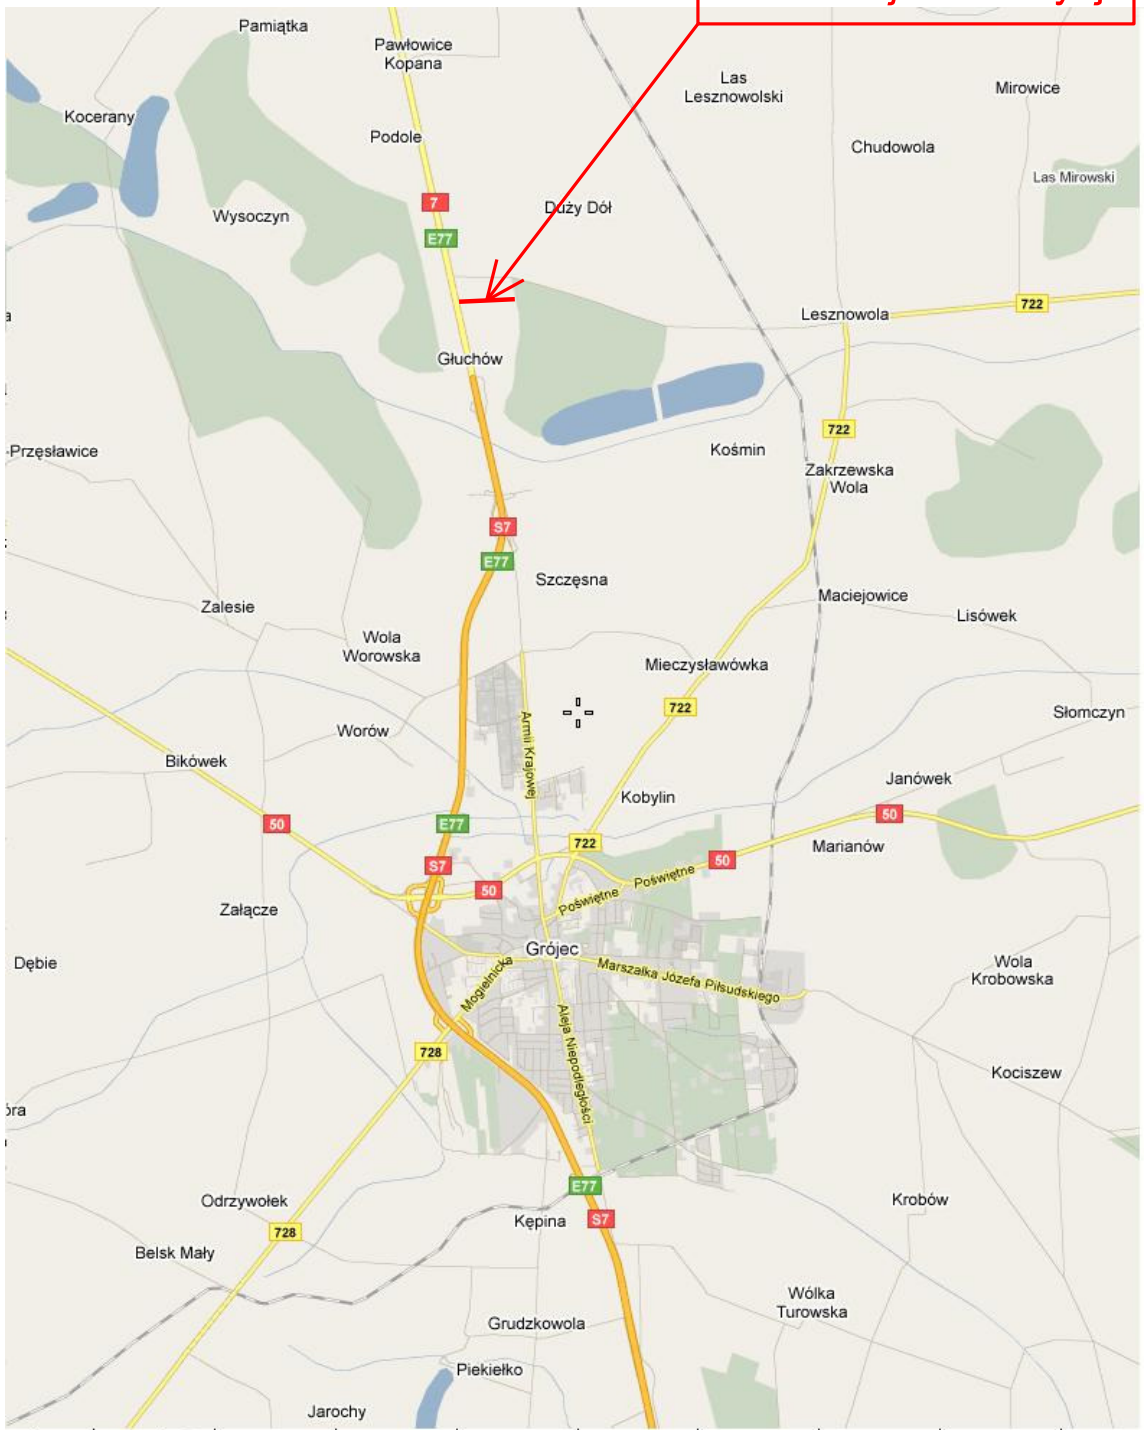 Pamiątka
Pawłowice
Kopana
Las
Lesznowolski
Mirowice
Kocerany
Podole
Chudowola
Las Mirowski
7
Wysoczyn
Duży Dół
E77
722
Lesznowola
Głuchów
722
Przęsławice
Kośmin
Zakrzewska
Wola
S7
E77
Szczęsna
Zalesie
Maciejowice
Lisówek
Wola
Worowska
Mieczysławówka
722
Słomczyn
Armii Krajowej
Worów
Bikówek
Janówek
Kobylin
50
50
E77
722
Marianów
S7
50
50
Poświętne
Poświętne
Załącze
Grójec
Dębie
Mogielnicka
Marszałka Józefa Piłsudskiego
Wola
Krobowska
Aleja Niepodległości
728
Kociszew
E77
Odrzywołek
Krobów
728
Kępina
S7
Belsk Mały
Wólka
Turowska
Grudzkowola
Piekiełko
Jarochy